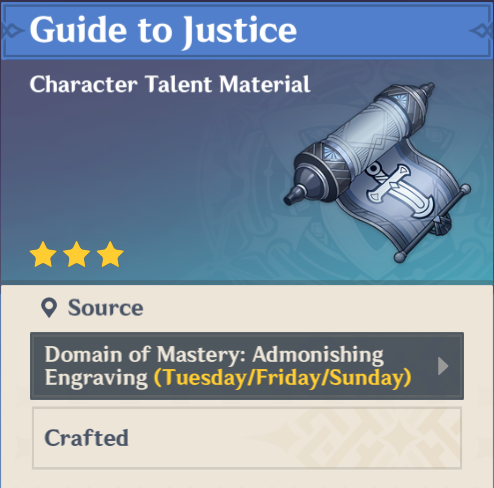 Guide to Justice
Character Talent Material
Source
Domain of Mastery: Admonishing
Engraving (Tuesday/Friday/Sunday)
Crafted